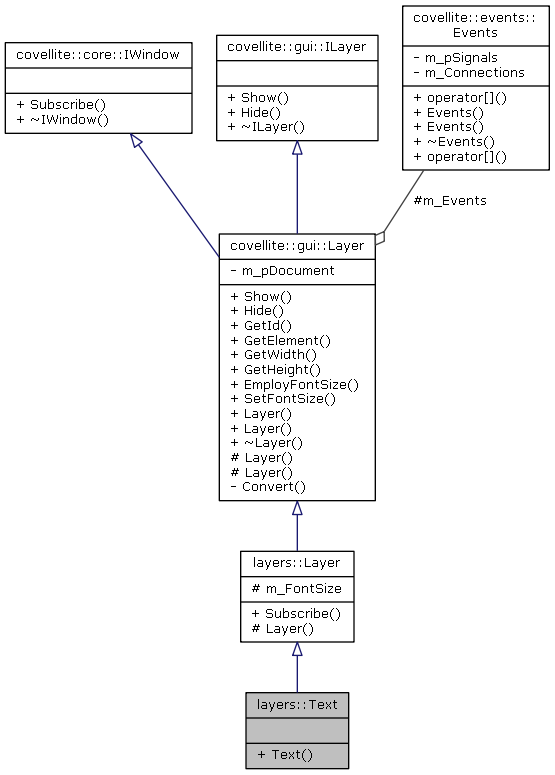 covellite::core::IWindow
+ Subscribe()
+ ~IWindow()
covellite::gui::ILayer
+ Show()
+ Hide()
+ ~ILayer()
covellite::events::
Events
- m_pSignals
- m_Connections
+ operator[]()
+ Events()
+ Events()
+ ~Events()
+ operator[]()
#m_Events
covellite::gui::Layer
- m_pDocument
+ Show()
+ Hide()
+ GetId()
+ GetElement()
+ GetWidth()
+ GetHeight()
+ EmployFontSize()
+ SetFontSize()
+ Layer()
+ Layer()
+ ~Layer()
# Layer()
# Layer()
- Convert()
layers::Layer
# m_FontSize
+ Subscribe()
# Layer()
layers::Text
+ Text()